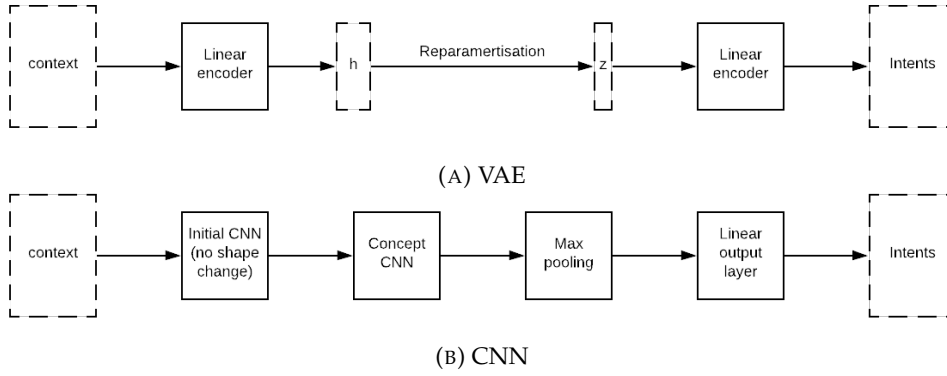 context
Linear
encoder
h
Reparamertisation
z
Linear
encoder
Intents
(A) VAE
context
Initial CNN
(no shape
change)
Concept
CNN
Max
pooling
Linear
output
layer
Intents
(B) CNN